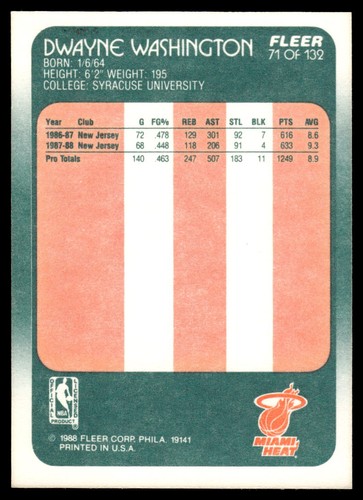 DWAYNE WASHINGTON
FLEER
71 OF 132
BORN: 1/6/64
HEIGHT: 6'2" WEIGHT: 195
COLLEGE: SYRACUSE UNIVERSITY
Year Club G FG% REB AST STL BLK PTS AVG
1986-87 New Jersey 72 .478 129 301 92 7 616 8.6
1987-88 New Jersey 68 .448 118 206 91 4 633 9.3
Pro Totals 140 .463 247 507 183 11 1249 8.9
OFFICIAL LICENSED
NBA
PRODUCT
© 1988 FLEER CORP. PHILA. 19141
PRINTED IN U.S.A.
MIAMI
HEAT